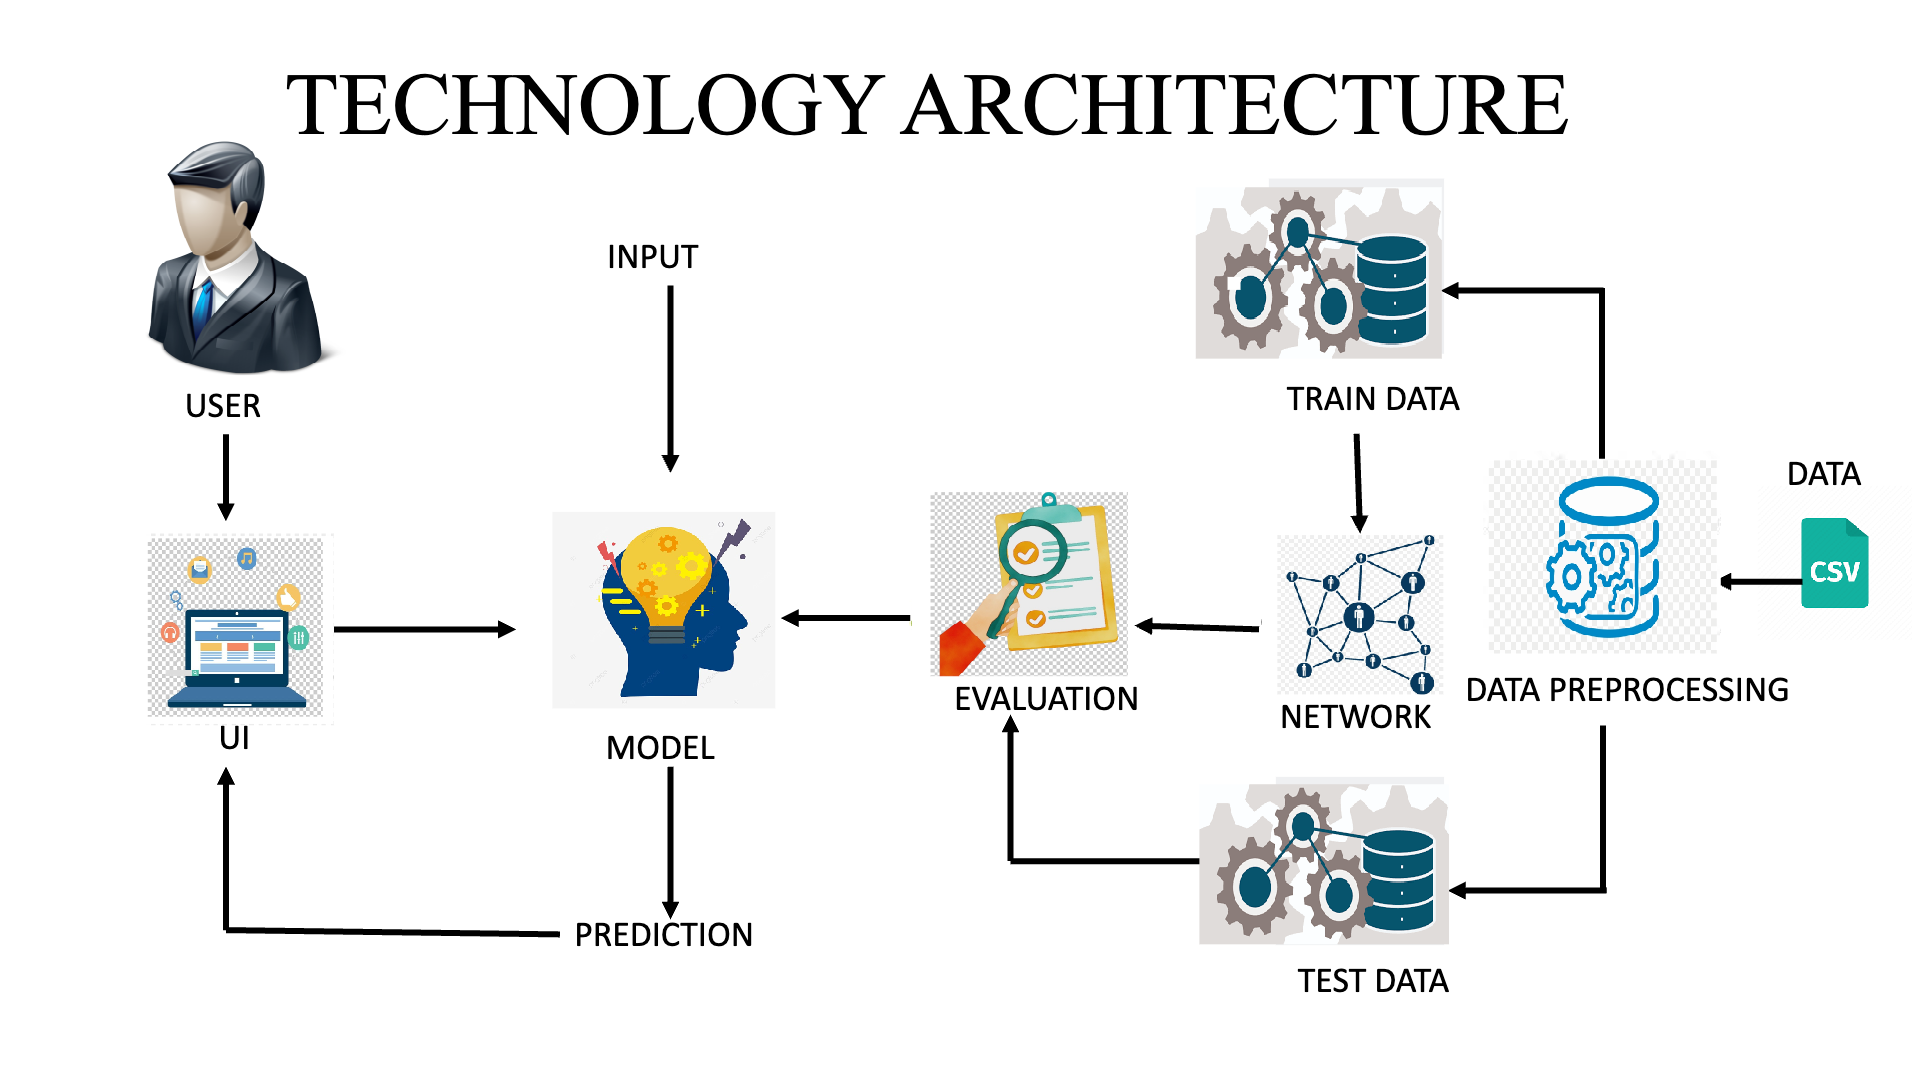 TECHNOLOGY ARCHITECTURE
INPUT
USER
TRAIN DATA
DATA
CSV
DATA PREPROCESSING
EVALUATION
NETWORK
UI
MODEL
PREDICTION
TEST DATA